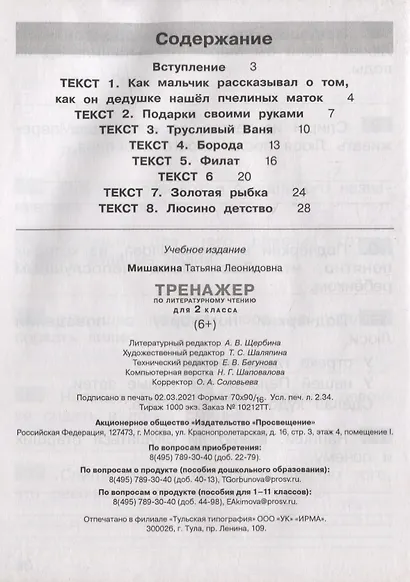 Содержание
Вступление 3
ТЕКСТ 1. Как мальчик рассказывал о том,
как он дедушке нашёл пчелиных маток 4
ТЕКСТ 2. Подарки своими руками 7
ТЕКСТ 3. Трусливый Ваня 10
ТЕКСТ 4. Борода 13
ТЕКСТ 5. Филат 16
ТЕКСТ 6 20
ТЕКСТ 7. Золотая рыбка 24
ТЕКСТ 8. Люсино детство 28
Учебное издание
Мишакина Татьяна Леонидовна
ТРЕНАЖЕР
ПО ЛИТЕРАТУРНОМУ ЧТЕНИЮ
ДЛЯ 2 КЛАССА
(6+)
Литературный редактор А. В. Щербина
Художественный редактор Т. С. Шаляпина
Технический редактор Е. В. Бегунова
Компьютерная верстка Н. Г. Шаповалова
Корректор О. А. Соловьева
Подписано в печать 02.03.2021 Формат 70х90/16. Усл. печ. л. 2.34.
Тираж 1000 экз. Заказ № 10212ТТ.
Акционерное общество «Издательство «Просвещение»
Российская Федерация, 127473, г. Москва, ул. Краснопролетарская, д. 16, стр. 3, этаж 4, помещение I.
По вопросам приобретения:
8(495) 789-30-40 (доб. 22-79).
По вопросам о продукте (пособия дошкольного образования):
8(495) 789-30-40 (доб. 40-13), TGorbunova@prosv.ru.
По вопросам о продукте (пособия для 1–11 классов):
8(495) 789-30-40 (доб. 44-98), EAkimova@prosv.ru.
Отпечатано в филиале «Тульская типография» ООО «УК» «ИРМА».
300026, г. Тула, пр. Ленина, 109.